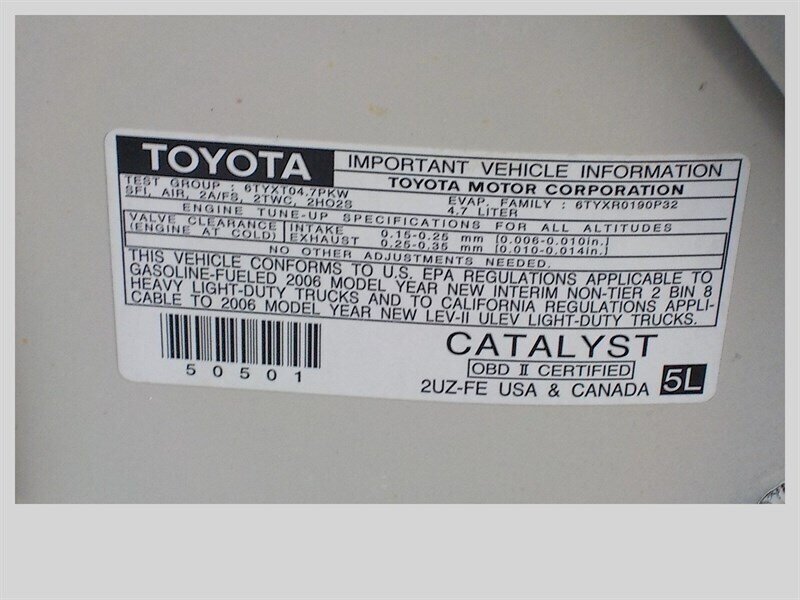 TOYOTA IMPORTANT VEHICLE INFORMATION
TOYOTA MOTOR CORPORATION
TEST GROUP : 6TYXT04.7PKW EVAP. FAMILY : 6TYXR0190P32
SFI, AIR, 2A/FS, 2TWC, 2HO2S 4.7 LITER
ENGINE TUNE-UP SPECIFICATIONS FOR ALL ALTITUDES
VALVE CLEARANCE INTAKE 0.15-0.25 mm [0.006-0.010in.]
(ENGINE AT COLD) EXHAUST 0.25-0.35 mm [0.010-0.014in.]
NO OTHER ADJUSTMENTS NEEDED.
THIS VEHICLE CONFORMS TO U.S. EPA REGULATIONS APPLICABLE TO
GASOLINE-FUELED 2006 MODEL YEAR NEW INTERIM NON-TIER 2 BIN 8
HEAVY LIGHT-DUTY TRUCKS AND TO CALIFORNIA REGULATIONS APPLI-
CABLE TO 2006 MODEL YEAR NEW LEV-II ULEV LIGHT-DUTY TRUCKS.
50501
CATALYST
OBD II CERTIFIED
2UZ-FE USA & CANADA 5L